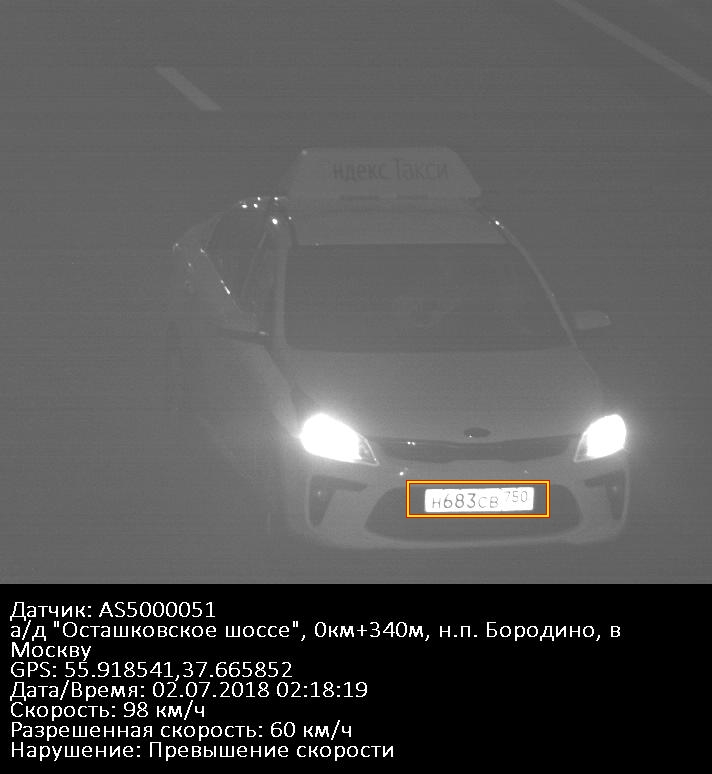 ндекс Такси
Н683СВ 750
Датчик: AS5000051
а/д "Осташковское шоссе", 0км+340м, н.п. Бородино, в
Москву
GPS: 55.918541,37.665852
Дата/Время: 02.07.2018 02:18:19
Скорость: 98 км/ч
Разрешенная скорость: 60 км/ч
Нарушение: Превышение скорости